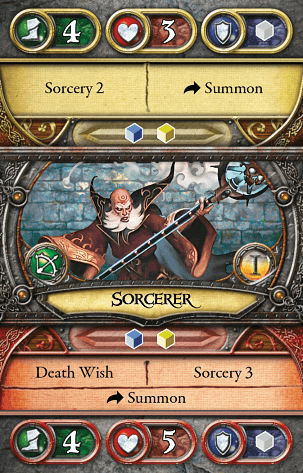 4 3
Sorcery 2 Summon
SORCERER
I
Death Wish Sorcery 3
Summon
4 5